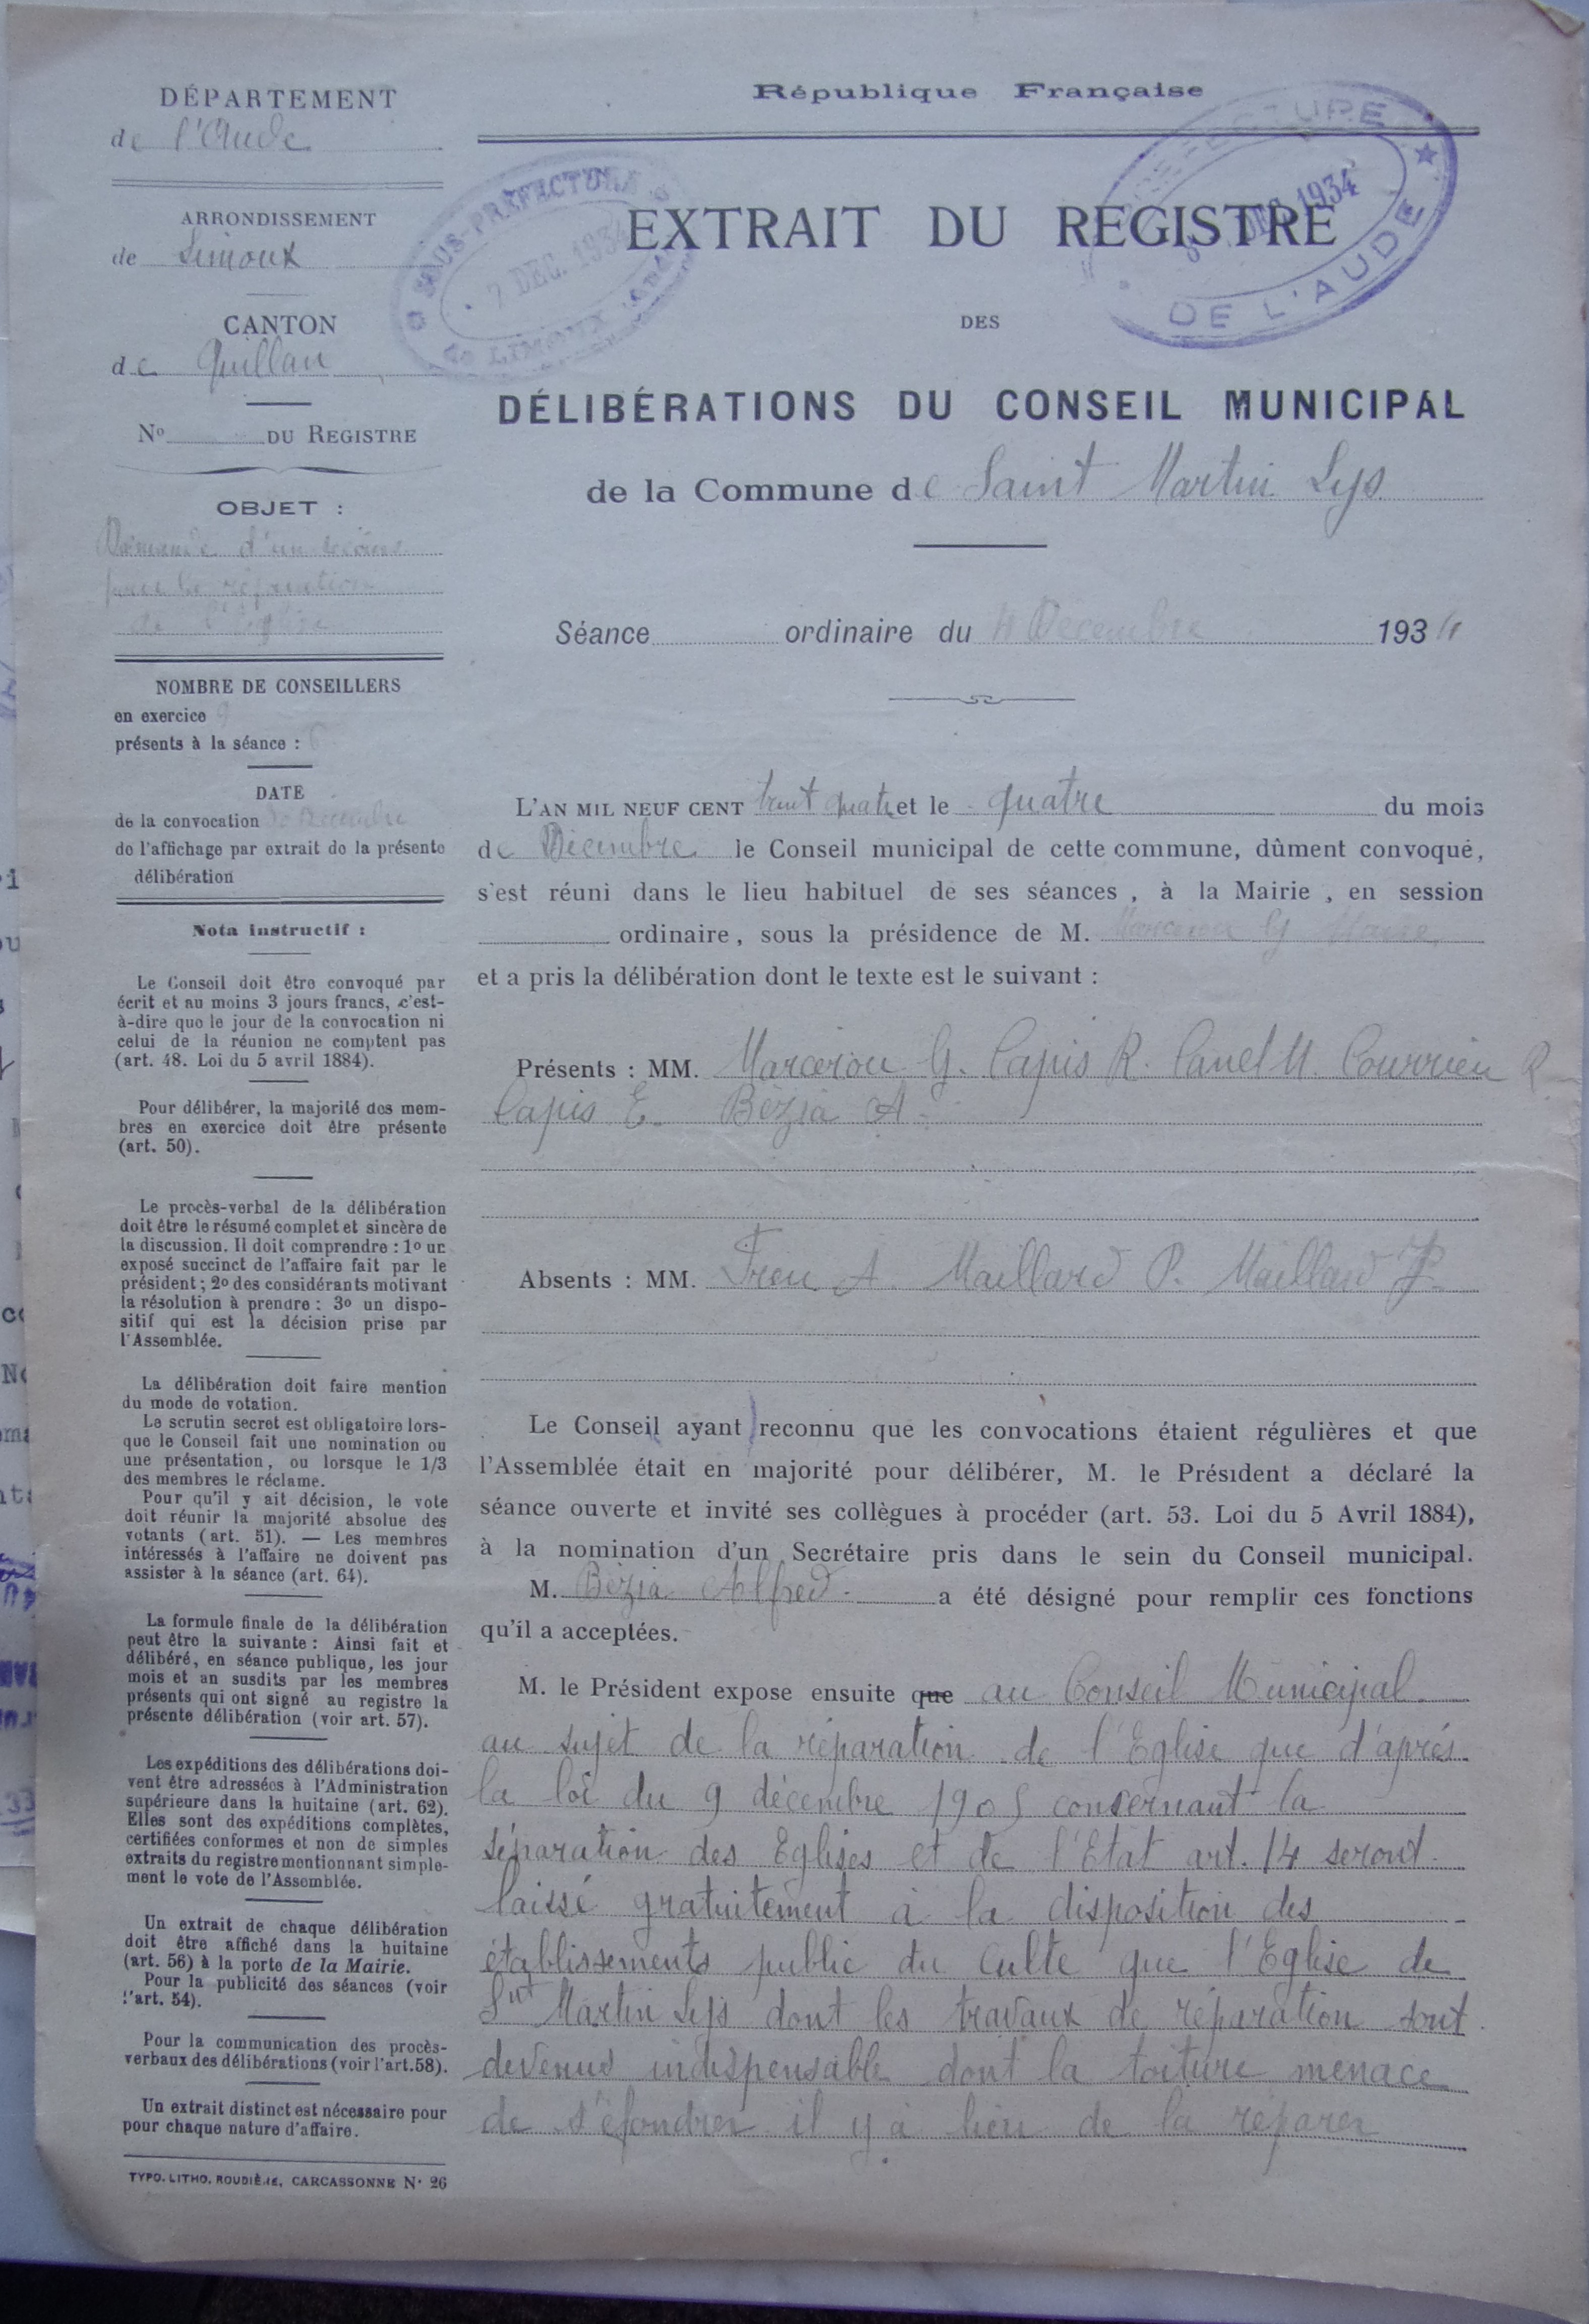 DÉPARTEMENT
de l'Aude
ARRONDISSEMENT
de Limoux
CANTON
de Quillan
No DU REGISTRE
OBJET :
Demande d'un secours
pour la réparation
de l'Eglise
NOMBRE DE CONSEILLERS
en exercice 9
présents à la séance : 6
DATE
de la convocation Décembre
de l'affichage par extrait de la présente
délibération
Nota instructif :
Le Conseil doit être convoqué par
écrit et au moins 3 jours francs, c'est-
à-dire que le jour de la convocation ni
celui de la réunion ne comptent pas
(art. 48. Loi du 5 avril 1884).
Pour délibérer, la majorité des mem-
bres en exercice doit être présente
(art. 50).
Le procès-verbal de la délibération
doit être le résumé complet et sincère de
la discussion. Il doit comprendre : 1o un
exposé succinct de l'affaire fait par le
président ; 2o des considérants motivant
la résolution à prendre : 3o un dispo-
sitif qui est la décision prise par
l'Assemblée.
La délibération doit faire mention
du mode de votation.
Le scrutin secret est obligatoire lors-
que le Conseil fait une nomination ou
une présentation, ou lorsque le 1/3
des membres le réclame.
Pour qu'il y ait décision, le vote
doit réunir la majorité absolue des
votants (art. 51). — Les membres
intéressés à l'affaire ne doivent pas
assister à la séance (art. 64).
La formule finale de la délibération
peut être la suivante : Ainsi fait et
délibéré, en séance publique, les jour
mois et an susdits par les membres
présents qui ont signé au registre la
présente délibération (voir art. 57).
Les expéditions des délibérations doi-
vent être adressées à l'Administration
supérieure dans la huitaine (art. 62).
Elles sont des expéditions complètes,
certifiées conformes et non de simples
extraits du registre mentionnant simple-
ment le vote de l'Assemblée.
Un extrait de chaque délibération
doit être affiché dans la huitaine
(art. 56) à la porte de la Mairie.
Pour la publicité des séances (voir
l'art. 54).
Pour la communication des procès-
verbaux des délibérations (voir l'art. 58).
Un extrait distinct est nécessaire pour
pour chaque nature d'affaire.
TYPO. LITHO. ROUDIÈRE, CARCASSONNE No 26
République Française
SOUS-PRÉFECTURE
7 DEC. 1934
LIMOUX
PRÉFECTURE
DEC 1934
DE L'AUDE
EXTRAIT DU REGISTRE
DES
DÉLIBÉRATIONS DU CONSEIL MUNICIPAL
de la Commune de Saint Martin Lys
Séance ordinaire du 4 Décembre 1934
L'AN MIL NEUF CENT trent quatre et le quatre du mois
de Décembre le Conseil municipal de cette commune, dûment convoqué,
s'est réuni dans le lieu habituel de ses séances, à la Mairie, en session
ordinaire, sous la présidence de M. Marcerou G Maire
et a pris la délibération dont le texte est le suivant :
Présents : MM. Marcerou G. Capis R. Canel M. Courrieu R
Capis E. Bézia A.
Absents : MM. Freu A. Maillard P. Maillard J.
Le Conseil ayant reconnu que les convocations étaient régulières et que
l'Assemblée était en majorité pour délibérer, M. le Président a déclaré la
séance ouverte et invité ses collègues à procéder (art. 53. Loi du 5 Avril 1884),
à la nomination d'un Secrétaire pris dans le sein du Conseil municipal.
M. Bézia Alfred a été désigné pour remplir ces fonctions
qu'il a acceptées.
M. le Président expose ensuite que au Conseil Municipal
au sujet de la réparation de l'Eglise que d'après
la loi du 9 décembre 1905 consernant la
séparation des Eglises et de l'Etat art. 14 seront
laissé gratuitement à la disposition des
établissements public du culte que l'Eglise de
St Martin Lys dont les travaux de réparation sont
devenus indispensable dont la toiture menace
de s'éfondrer il y à lieu de la réparer